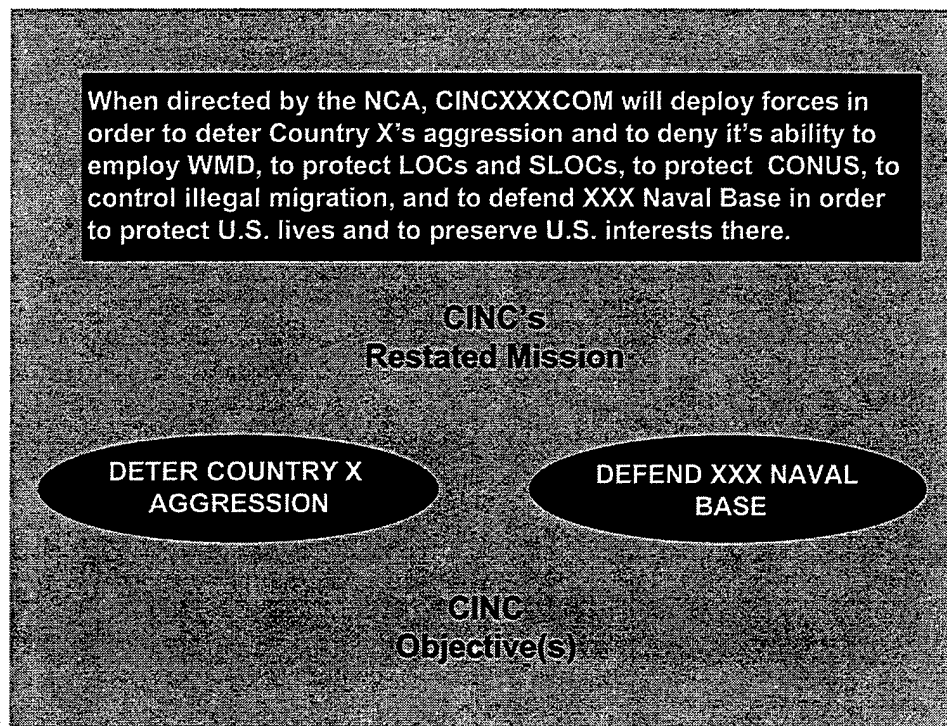 When directed by the NCA, CINCXXXCOM will deploy forces in
order to deter Country X's aggression and to deny it's ability to
employ WMD, to protect LOCs and SLOCs, to protect CONUS, to
control illegal migration, and to defend XXX Naval Base in order
to protect U.S. lives and to preserve U.S. interests there.
CINC's
Restated Mission
DETER COUNTRY X
AGGRESSION
DEFEND XXX NAVAL
BASE
CINC
Objective(s)